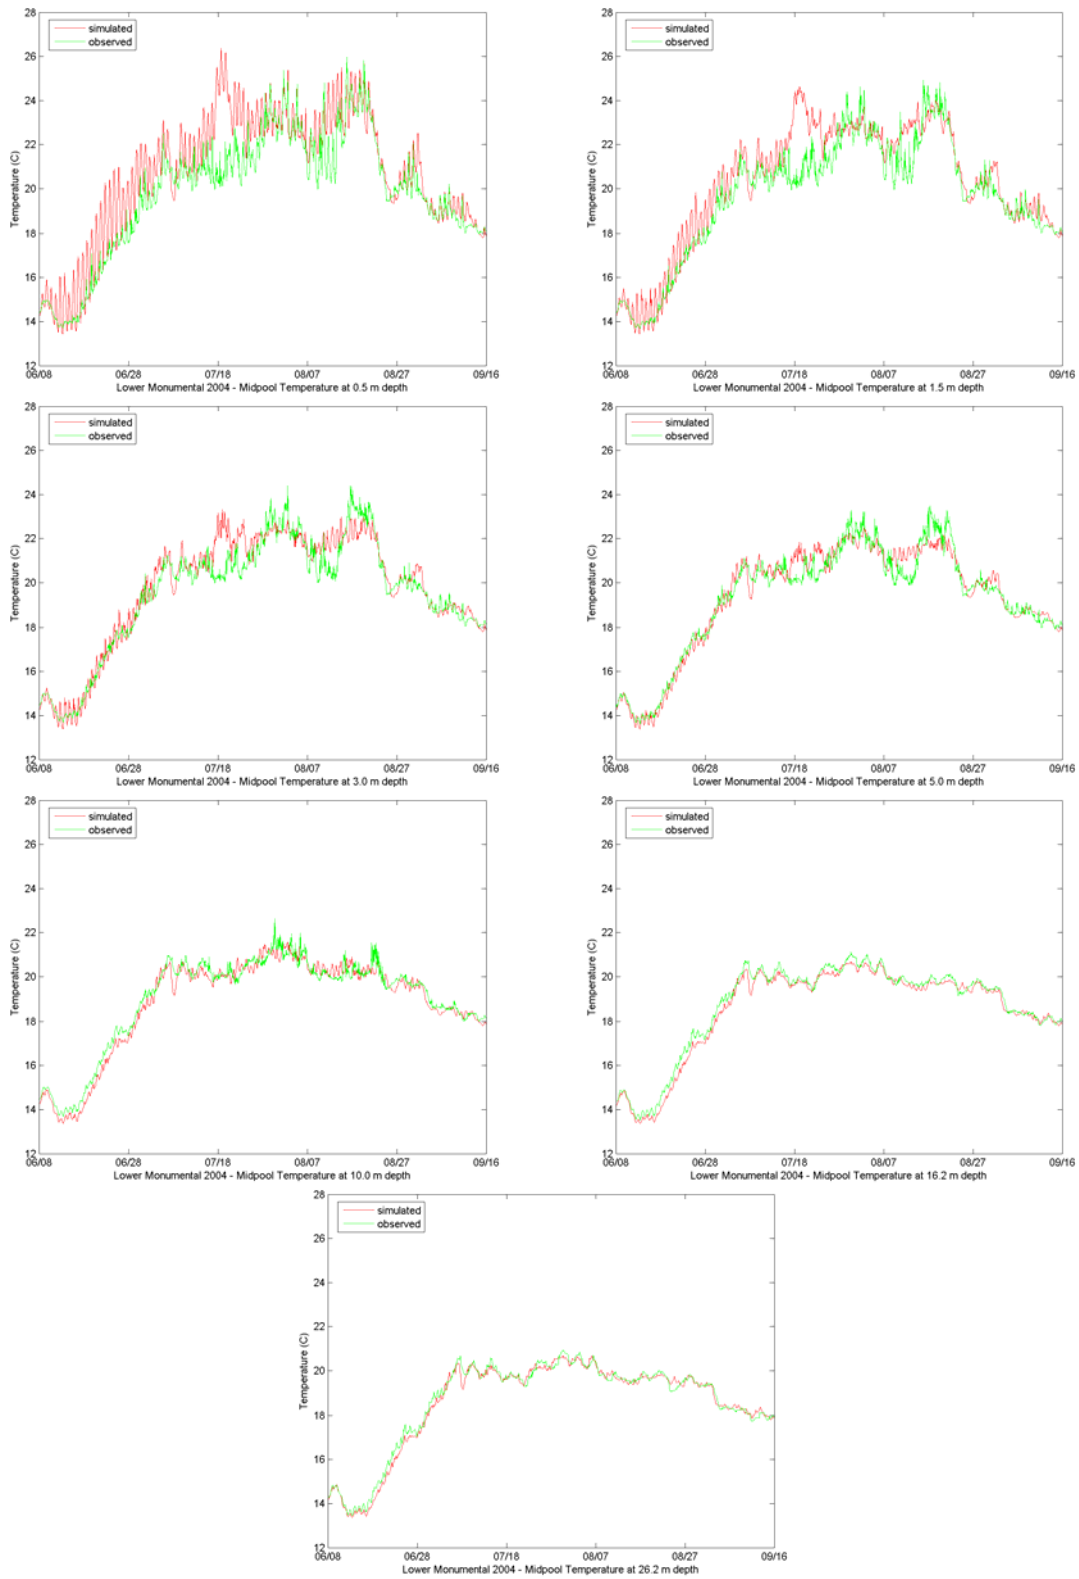 28
26
24
22
20
18
16
14
12
Temperature (C)
simulated
observed
06/08 06/28 07/18 08/07 08/27 09/16
Lower Monumental 2004 - Midpool Temperature at 0.5 m depth
28
26
24
22
20
18
16
14
12
Temperature (C)
simulated
observed
06/08 06/28 07/18 08/07 08/27 09/16
Lower Monumental 2004 - Midpool Temperature at 1.5 m depth
28
26
24
22
20
18
16
14
12
Temperature (C)
simulated
observed
06/08 06/28 07/18 08/07 08/27 09/16
Lower Monumental 2004 - Midpool Temperature at 3.0 m depth
28
26
24
22
20
18
16
14
12
Temperature (C)
simulated
observed
06/08 06/28 07/18 08/07 08/27 09/16
Lower Monumental 2004 - Midpool Temperature at 5.0 m depth
28
26
24
22
20
18
16
14
12
Temperature (C)
simulated
observed
06/08 06/28 07/18 08/07 08/27 09/16
Lower Monumental 2004 - Midpool Temperature at 10.0 m depth
28
26
24
22
20
18
16
14
12
Temperature (C)
simulated
observed
06/08 06/28 07/18 08/07 08/27 09/16
Lower Monumental 2004 - Midpool Temperature at 16.2 m depth
28
26
24
22
20
18
16
14
12
Temperature (C)
simulated
observed
06/08 06/28 07/18 08/07 08/27 09/16
Lower Monumental 2004 - Midpool Temperature at 26.2 m depth